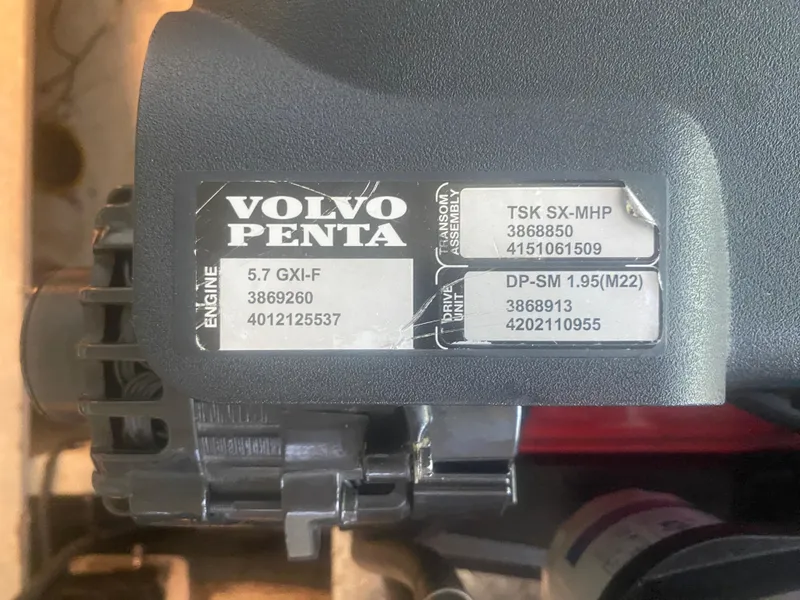 VOLVO
PENTA
ENGINE
5.7 GXI-F
3869260
4012125537
TRANSOM
ASSEMBLY
TSK SX-MHP
3868850
4151061509
DRIVE
UNIT
DP-SM 1.95(M22)
3868913
4202110955